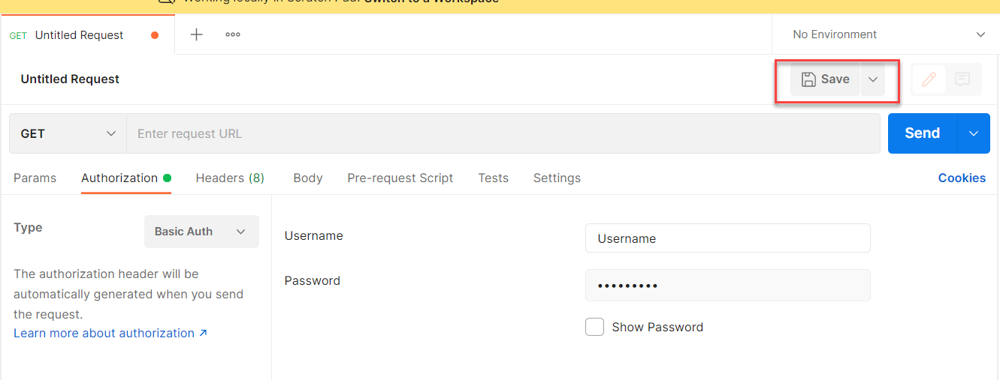 Working locally in Scratch Pad. Switch to a Workspace
GET Untitled Request
No Environment
Untitled Request
Save
GET
Enter request URL
Send
Params Authorization Headers (8) Body Pre-request Script Tests Settings Cookies
Type
Basic Auth
The authorization header will be
automatically generated when you send
the request.
Learn more about authorization ↗
Username
Username
Password
•••••••••
Show Password